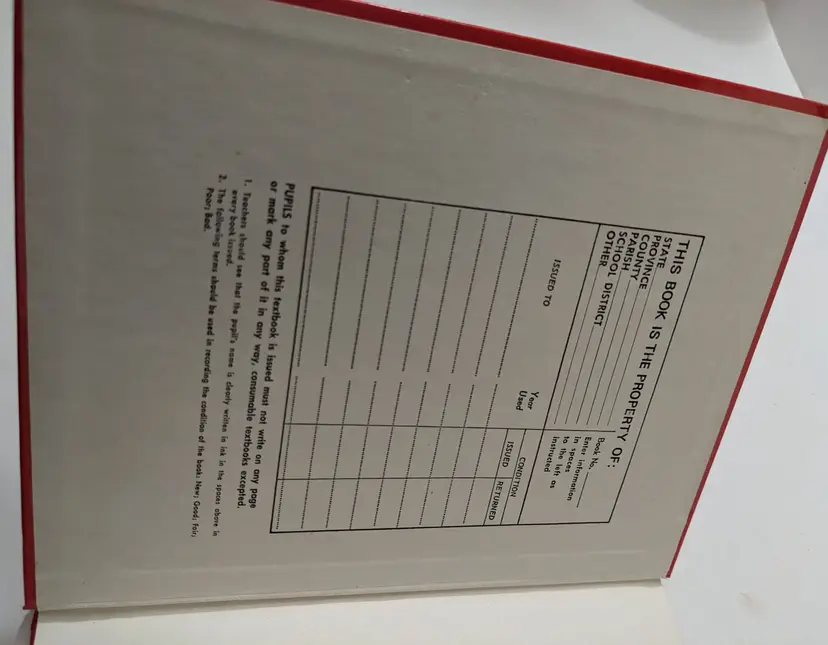 THIS BOOK IS THE PROPERTY OF:
STATE
PROVINCE
COUNTY
PARISH
SCHOOL DISTRICT
OTHER
Book No.
Enter information
in spaces
to the left as
instructed
ISSUED TO
Year
Used
CONDITION
ISSUED
RETURNED
PUPILS to whom this textbook is issued must not write on any page
or mark any part of it in any way, consumable textbooks excepted.
1. Teachers should see that the pupil's name is clearly written in ink in the spaces above in
every book issued.
2. The following terms should be used in recording the condition of the book: New; Good; Fair;
Poor; Bad.